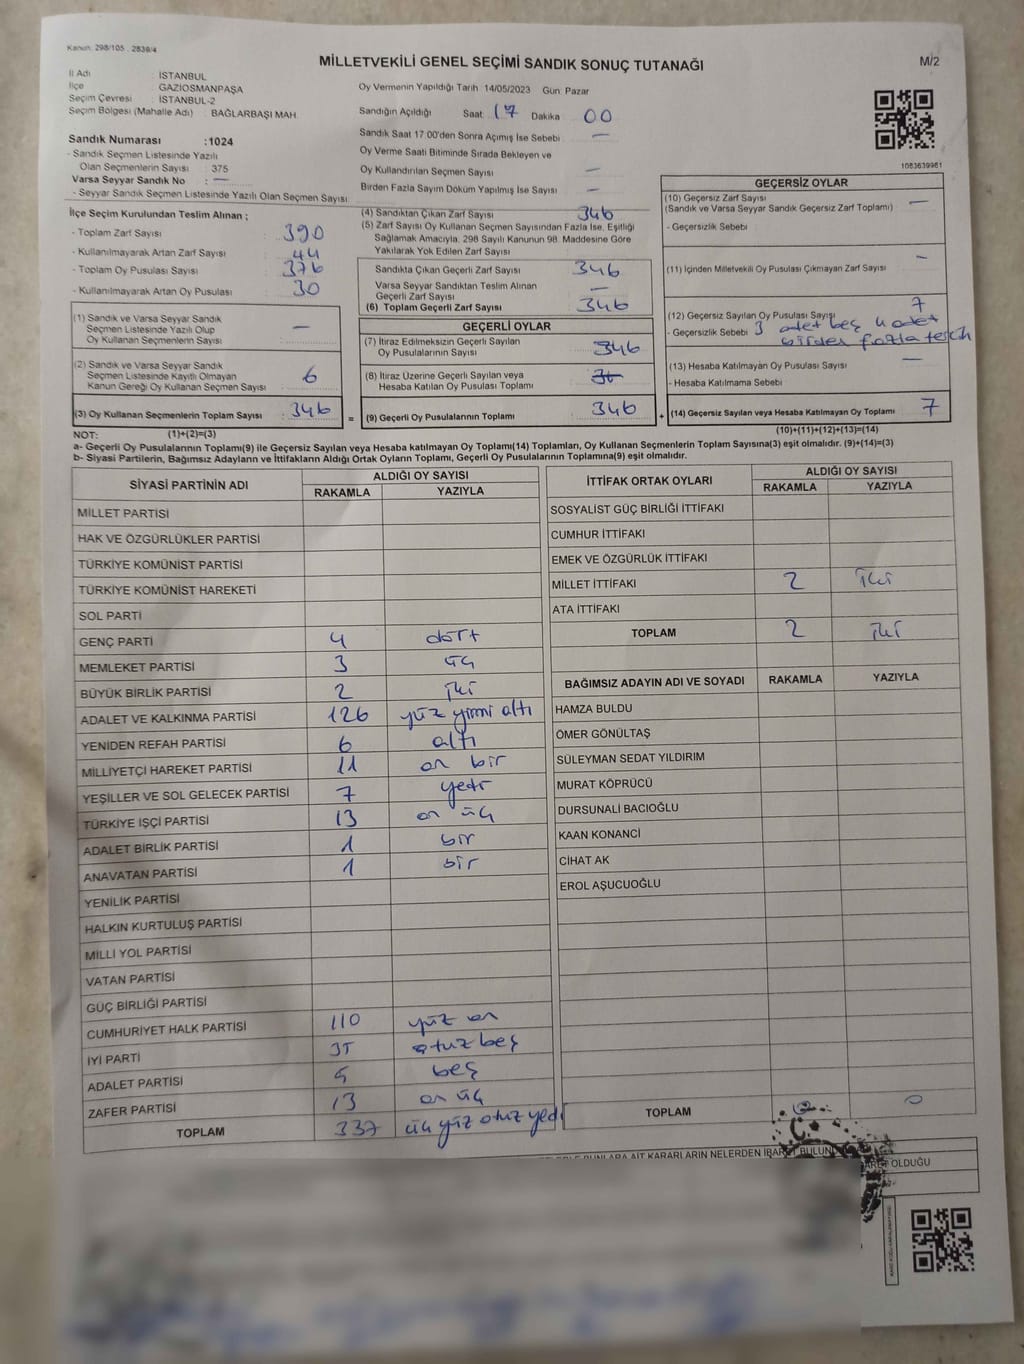 Kanun: 298/105 , 2839/4
MİLLETVEKİLİ GENEL SEÇİMİ SANDIK SONUÇ TUTANAĞI
M/2
İl Adı : İSTANBUL
İlçe : GAZİOSMANPAŞA
Seçim Çevresi : İSTANBUL-2
Seçim Bölgesi (Mahalle Adı) : BAĞLARBAŞI MAH.
Oy Vermenin Yapıldığı Tarih 14/05/2023 Gün: Pazar
Sandığın Açıldığı Saat: 17 Dakika 00
Sandık Saat 17:00'den Sonra Açımış İse Sebebi : —
Oy Verme Saati Bitiminde Sırada Bekleyen ve
Oy Kullandırılan Seçmen Sayısı : —
Birden Fazla Sayım Döküm Yapılmış İse Sayısı : —
1083639961
Sandık Numarası :1024
- Sandık Seçmen Listesinde Yazılı
Olan Seçmenlerin Sayısı : 375
Varsa Seyyar Sandık No : —
- Seyyar Sandık Seçmen Listesinde Yazılı Olan Seçmen Sayısı
İlçe Seçim Kurulundan Teslim Alınan ;
- Toplam Zarf Sayısı : 390
- Kullanılmayarak Artan Zarf Sayısı : 44
- Toplam Oy Pusulası Sayısı : 376
- Kullanılmayarak Artan Oy Pusulası : 30
(1) Sandık ve Varsa Seyyar Sandık
Seçmen Listesinde Yazılı Olup
Oy Kullanan Seçmenlerin Sayısı : —
(2) Sandık ve Varsa Seyyar Sandık
Seçmen Listesinde Kayıtlı Olmayan
Kanun Gereği Oy Kullanan Seçmen Sayısı : 6
(3) Oy Kullanan Seçmenlerin Toplam Sayısı : 346
(4) Sandıktan Çıkan Zarf Sayısı : 346
(5) Zarf Sayısı Oy Kullanan Seçmen Sayısından Fazla İse, Eşitliği
Sağlamak Amacıyla, 298 Sayılı Kanunun 98. Maddesine Göre
Yakılarak Yok Edilen Zarf Sayısı :
Sandıkta Çıkan Geçerli Zarf Sayısı : 346
Varsa Seyyar Sandıktan Teslim Alınan
Geçerli Zarf Sayısı : —
(6) Toplam Geçerli Zarf Sayısı : 346
GEÇERLİ OYLAR
(7) İtiraz Edilmeksizin Geçerli Sayılan
Oy Pusulalarının Sayısı : 346
(8) İtiraz Üzerine Geçerli Sayılan veya
Hesaba Katılan Oy Pusulası Toplamı :
= (9) Geçerli Oy Pusulalarının Toplamı : 346
GEÇERSİZ OYLAR
(10) Geçersiz Zarf Sayısı : —
(Sandık ve Varsa Seyyar Sandık Geçersiz Zarf Toplamı)
- Geçersizlik Sebebi :
(11) İçinden Milletvekili Oy Pusulası Çıkmayan Zarf Sayısı : —
(12) Geçersiz Sayılan Oy Pusulası Sayısı : 7
- Geçersizlik Sebebi : 3 adet beş 4 adet
birden fazla tercih
(13) Hesaba Katılmayan Oy Pusulası Sayısı : —
- Hesaba Katılmama Sebebi :
+ (14) Geçersiz Sayılan veya Hesaba Katılmayan Oy Toplamı : 7
NOT: (1)+(2)=(3)
(10)+(11)+(12)+(13)=(14)
a- Geçerli Oy Pusulalarının Toplamı(9) ile Geçersiz Sayılan veya Hesaba katılmayan Oy Toplamı(14) Toplamları, Oy Kullanan Seçmenlerin Toplam Sayısına(3) eşit olmalıdır. (9)+(14)=(3)
b- Siyasi Partilerin, Bağımsız Adayların ve İttifakların Aldığı Ortak Oyların Toplamı, Geçerli Oy Pusulalarının Toplamına(9) eşit olmalıdır.
SİYASİ PARTİNİN ADI ALDIĞI OY SAYISI
RAKAMLA YAZIYLA
MİLLET PARTİSİ
HAK VE ÖZGÜRLÜKLER PARTİSİ
TÜRKİYE KOMÜNİST PARTİSİ
TÜRKİYE KOMÜNİST HAREKETİ
SOL PARTİ
GENÇ PARTİ 4 dört
MEMLEKET PARTİSİ 3 üç
BÜYÜK BİRLİK PARTİSİ 2 iki
ADALET VE KALKINMA PARTİSİ 126 yüz yirmi altı
YENİDEN REFAH PARTİSİ 6 altı
MİLLİYETÇİ HAREKET PARTİSİ 11 on bir
YEŞİLLER VE SOL GELECEK PARTİSİ 7 yedi
TÜRKİYE İŞÇİ PARTİSİ 13 on üç
ADALET BİRLİK PARTİSİ 1 bir
ANAVATAN PARTİSİ 1 bir
YENİLİK PARTİSİ
HALKIN KURTULUŞ PARTİSİ
MİLLİ YOL PARTİSİ
VATAN PARTİSİ
GÜÇ BİRLİĞİ PARTİSİ
CUMHURİYET HALK PARTİSİ 110 yüz on
İYİ PARTİ 35 otuz beş
ADALET PARTİSİ 5 beş
ZAFER PARTİSİ 13 on üç
TOPLAM 337 üç yüz otuz yedi
İTTİFAK ORTAK OYLARI ALDIĞI OY SAYISI
RAKAMLA YAZIYLA
SOSYALİST GÜÇ BİRLİĞİ İTTİFAKI
CUMHUR İTTİFAKI
EMEK VE ÖZGÜRLÜK İTTİFAKI
MİLLET İTTİFAKI 2 iki
ATA İTTİFAKI
TOPLAM 2 iki
BAĞIMSIZ ADAYIN ADI VE SOYADI RAKAMLA YAZIYLA
HAMZA BULDU
ÖMER GÖNÜLTAŞ
SÜLEYMAN SEDAT YILDIRIM
MURAT KÖPRÜCÜ
DURSUNALİ BACIOĞLU
KAAN KONANCİ
CİHAT AK
EROL AŞUCUOĞLU
TOPLAM 0
BUNLARA AİT KARARLARIN NELERDEN İBARET
OLDUĞU